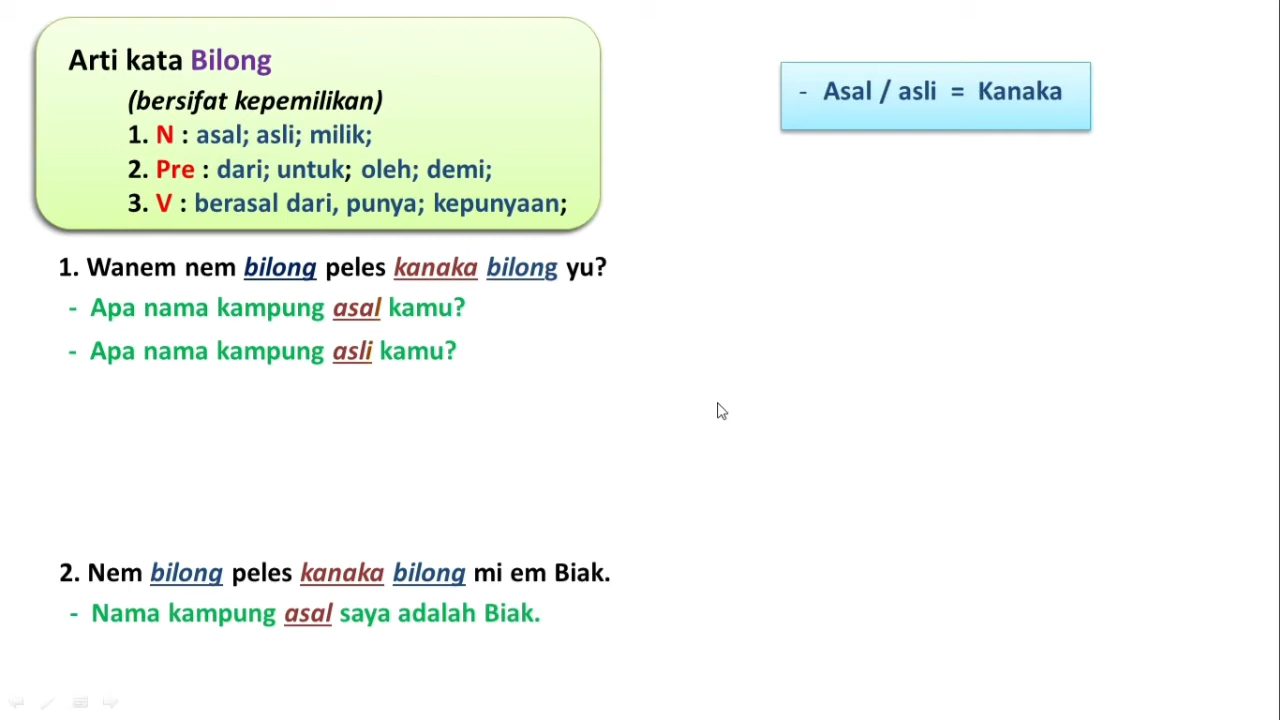 Arti kata Bilong
(bersifat kepemilikan)
1. N : asal; asli; milik;
2. Pre : dari; untuk; oleh; demi;
3. V : berasal dari, punya; kepunyaan;
- Asal / asli = Kanaka
1. Wanem nem bilong peles kanaka bilong yu?
- Apa nama kampung asal kamu?
- Apa nama kampung asli kamu?
2. Nem bilong peles kanaka bilong mi em Biak.
- Nama kampung asal saya adalah Biak.